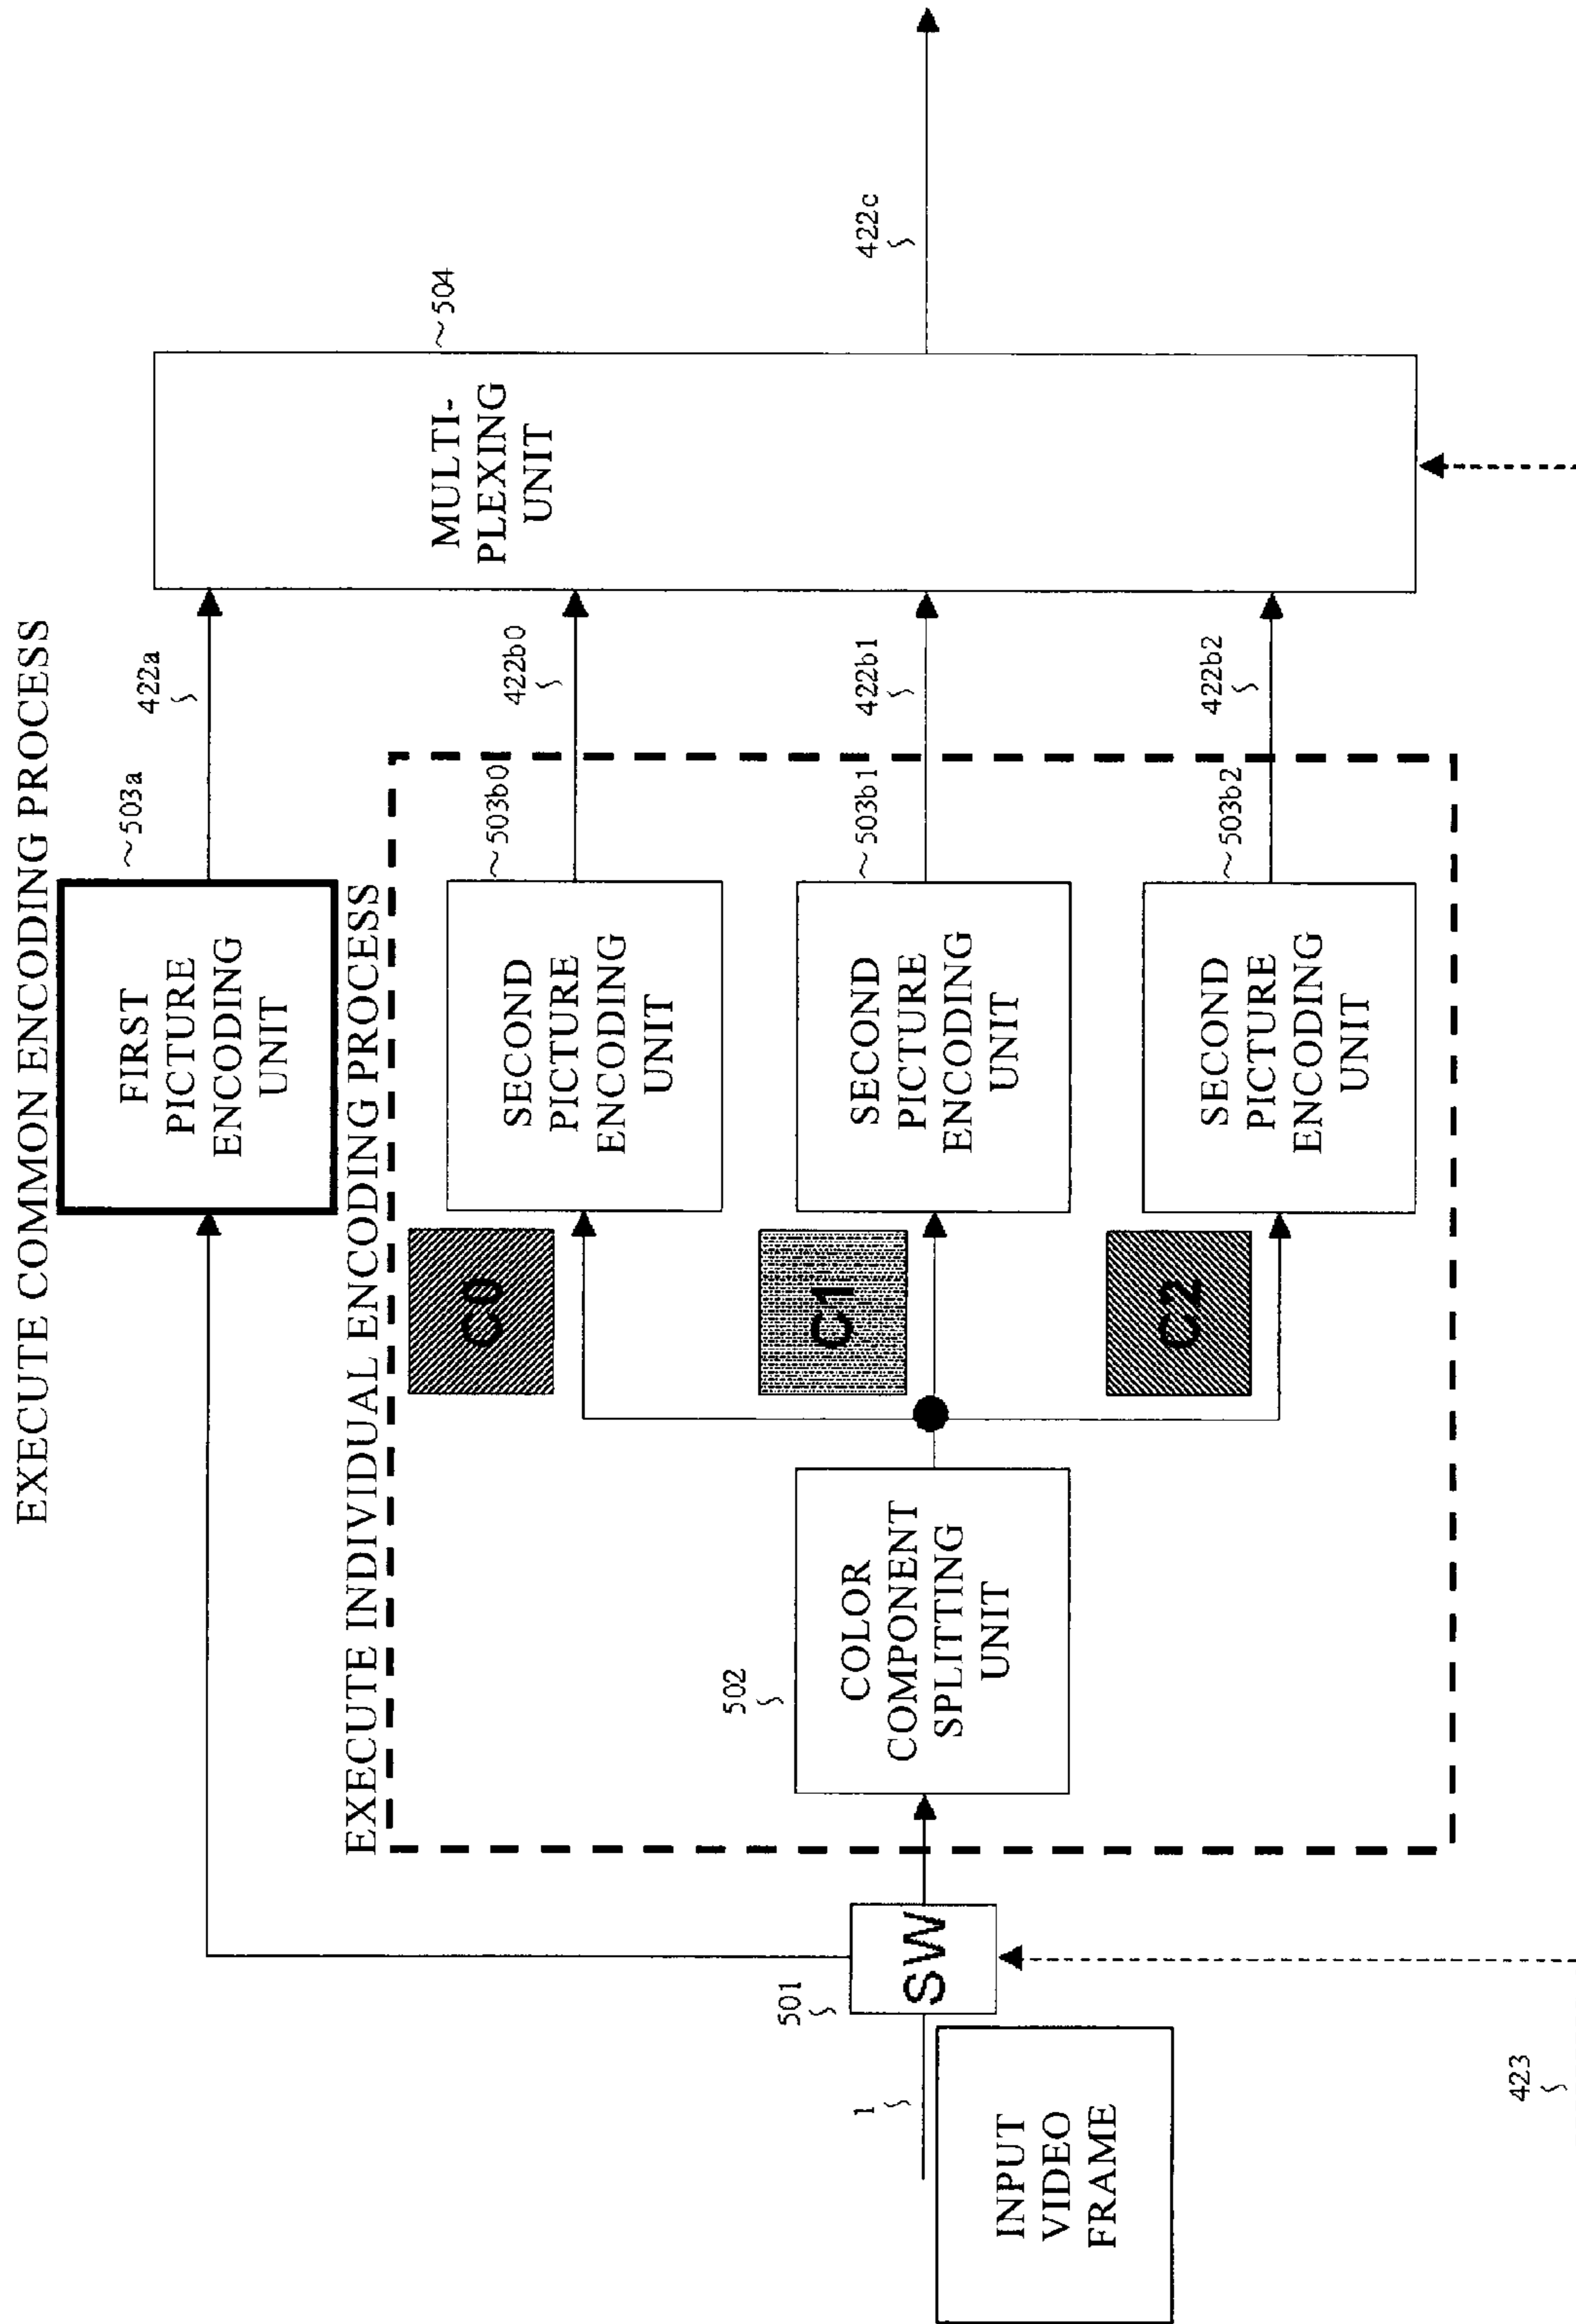 EXECUTE COMMON ENCODING PROCESS
FIRST
PICTURE
ENCODING
UNIT
~503a
422a
EXECUTE INDIVIDUAL ENCODING PROCESS
INPUT
VIDEO
FRAME
1
501
SW
502
COLOR
COMPONENT
SPLITTING
UNIT
C0
SECOND
PICTURE
ENCODING
UNIT
~503b0
422b0
C1
SECOND
PICTURE
ENCODING
UNIT
~503b1
422b1
C2
SECOND
PICTURE
ENCODING
UNIT
~503b2
422b2
MULTI-
PLEXING
UNIT
~504
422c
423